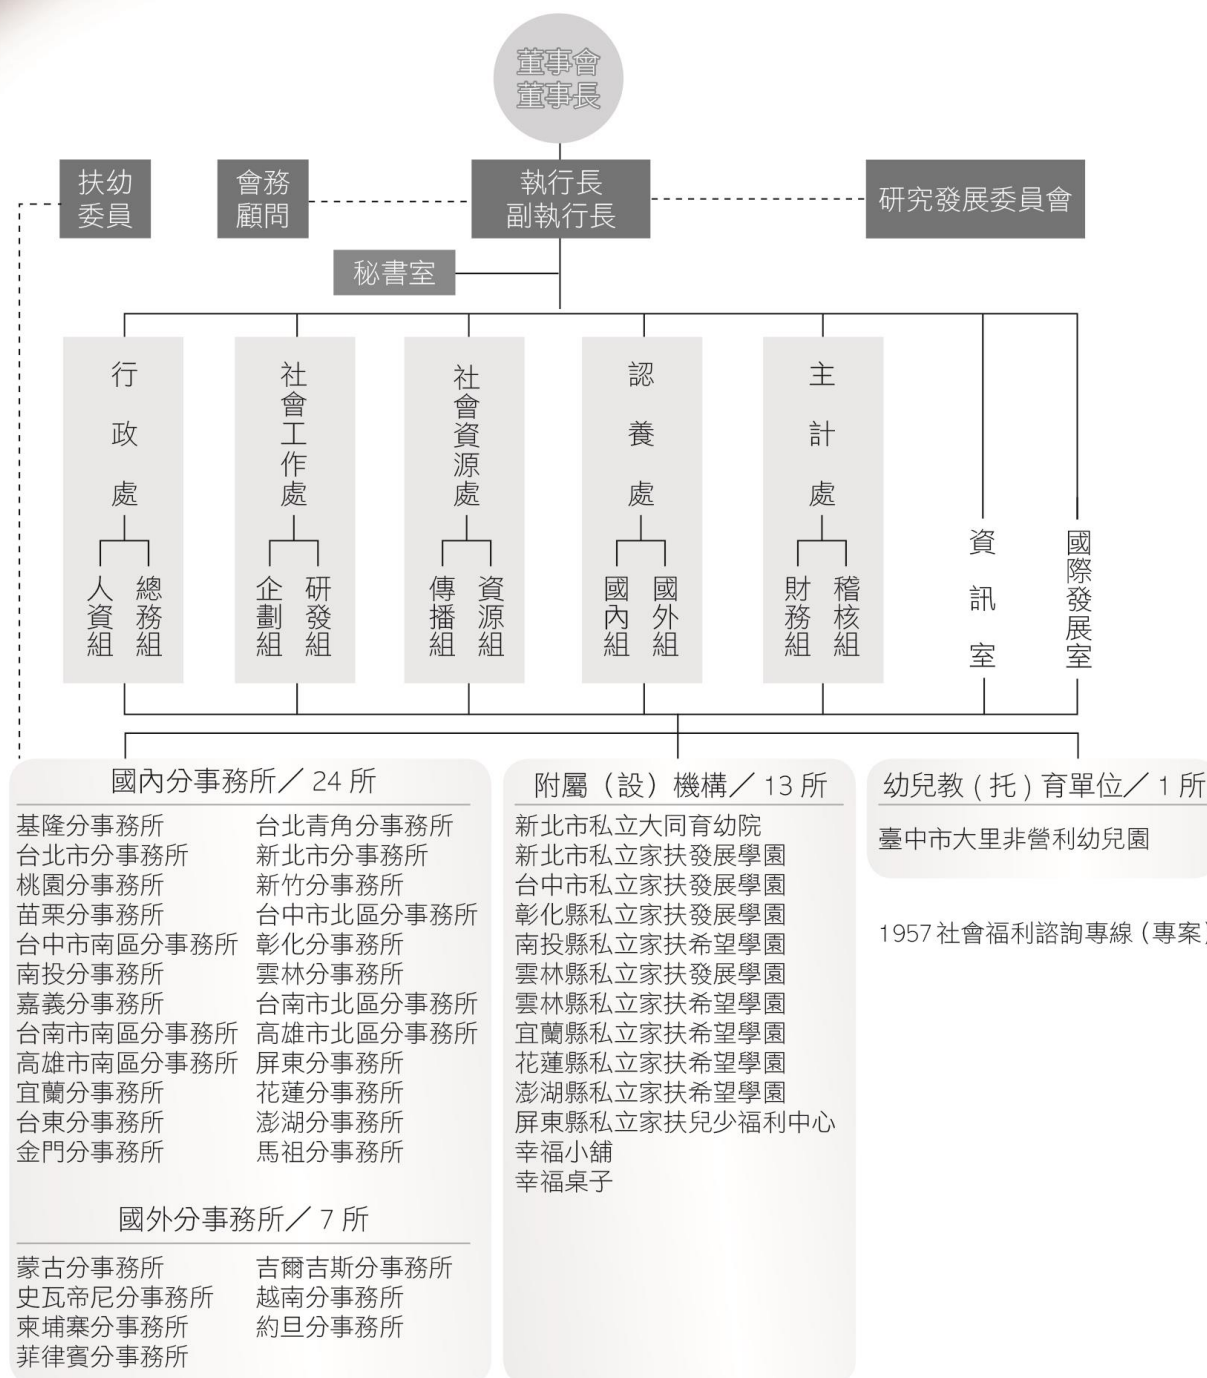 董事會
董事長
扶幼
委員
會務
顧問
執行長
副執行長
研究發展委員會
秘書室
行政處
人資組
總務組
社會工作處
企劃組
研發組
社會資源處
傳播組
資源組
認養處
國內組
國外組
主計處
財務組
稽核組
資訊室
國際發展室
國內分事務所／24 所
基隆分事務所 台北青角分事務所
台北市分事務所 新北市分事務所
桃園分事務所 新竹分事務所
苗栗分事務所 台中市北區分事務所
台中市南區分事務所 彰化分事務所
南投分事務所 雲林分事務所
嘉義分事務所 台南市北區分事務所
台南市南區分事務所 高雄市北區分事務所
高雄市南區分事務所 屏東分事務所
宜蘭分事務所 花蓮分事務所
台東分事務所 澎湖分事務所
金門分事務所 馬祖分事務所
國外分事務所／7 所
蒙古分事務所 吉爾吉斯分事務所
史瓦帝尼分事務所 越南分事務所
柬埔寨分事務所 約旦分事務所
菲律賓分事務所
附屬（設）機構／13 所
新北市私立大同育幼院
新北市私立家扶發展學園
台中市私立家扶發展學園
彰化縣私立家扶發展學園
南投縣私立家扶希望學園
雲林縣私立家扶發展學園
雲林縣私立家扶希望學園
宜蘭縣私立家扶希望學園
花蓮縣私立家扶希望學園
澎湖縣私立家扶希望學園
屏東縣私立家扶兒少福利中心
幸福小舖
幸福桌子
幼兒教(托)育單位／1 所
臺中市大里非營利幼兒園
1957社會福利諮詢專線(專案)